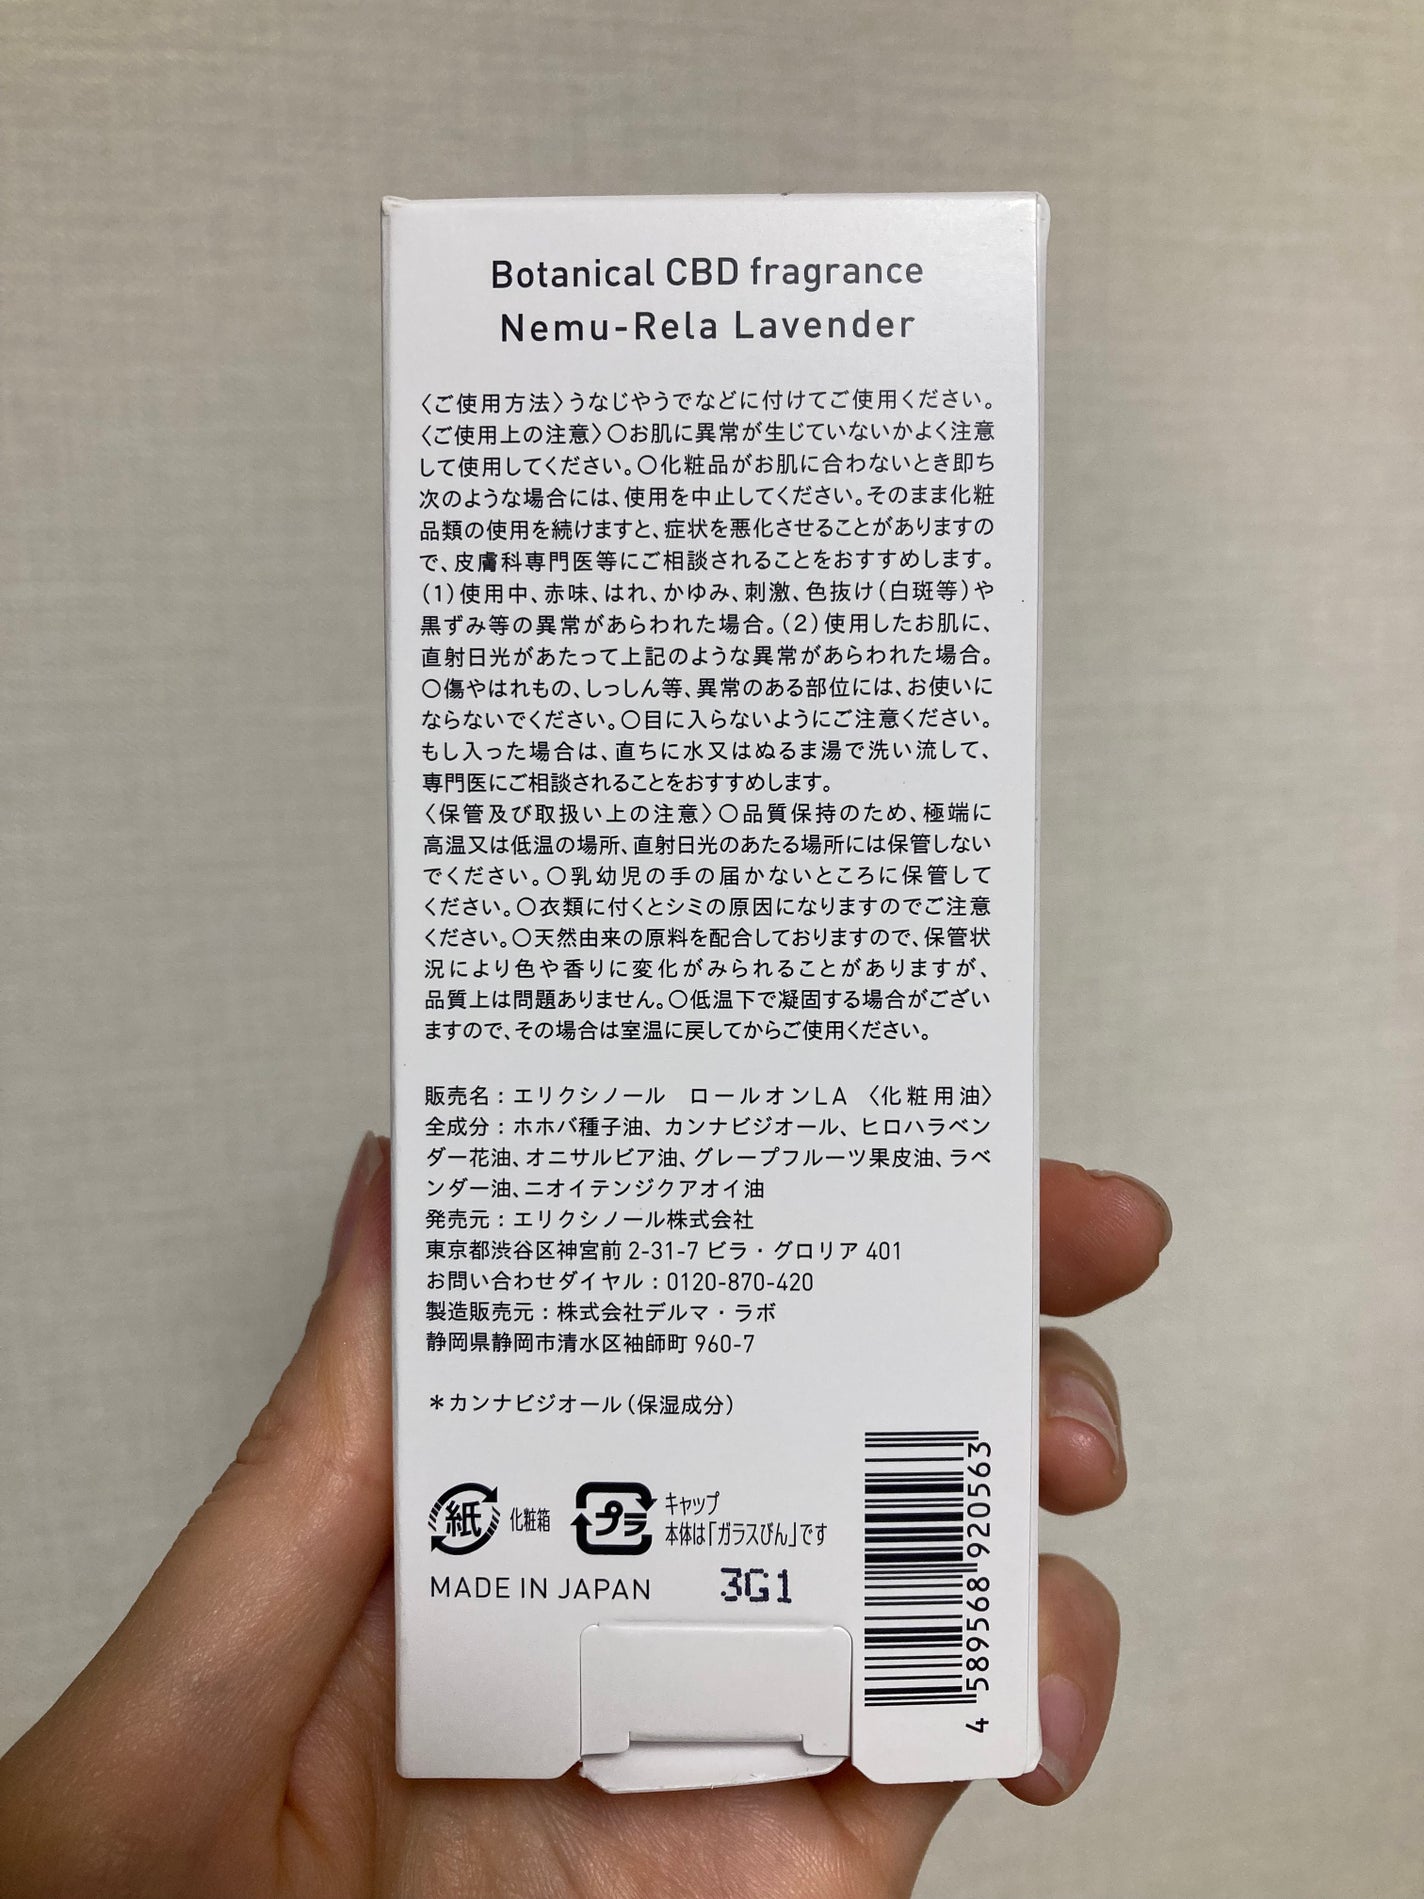 Botanical CBD fragrance
Nemu-Rela Lavender
〈ご使用方法〉うなじやうでなどに付けてご使用ください。
〈ご使用上の注意〉○お肌に異常が生じていないかよく注意
して使用してください。○化粧品がお肌に合わないとき即ち
次のような場合には、使用を中止してください。そのまま化粧
品類の使用を続けますと、症状を悪化させることがありますの
で、皮膚科専門医等にご相談されることをおすすめします。
(1)使用中、赤味、はれ、かゆみ、刺激、色抜け(白斑等)や
黒ずみ等の異常があらわれた場合。(2)使用したお肌に、
直射日光があたって上記のような異常があらわれた場合。
○傷やはれもの、しっしん等、異常のある部位には、お使いに
ならないでください。○目に入らないようにご注意ください。
もし入った場合は、直ちに水又はぬるま湯で洗い流して、
専門医にご相談されることをおすすめします。
〈保管及び取扱い上の注意〉○品質保持のため、極端に
高温又は低温の場所、直射日光のあたる場所には保管しない
でください。○乳幼児の手の届かないところに保管して
ください。○衣類に付くとシミの原因になりますのでご注意
ください。○天然由来の原料を配合しておりますので、保管状
況により色や香りに変化がみられることがありますが、
品質上は問題ありません。○低温下で凝固する場合がござい
ますので、その場合は室温に戻してからご使用ください。
販売名：エリクシノール　ロールオンLA 〈化粧用油〉
全成分：ホホバ種子油、カンナビジオール、ヒロハラベン
ダー花油、オニサルビア油、グレープフルーツ果皮油、ラベ
ンダー油、ニオイテンジクアオイ油
発売元：エリクシノール株式会社
東京都渋谷区神宮前 2-31-7 ビラ・グロリア 401
お問い合わせダイヤル：0120-870-420
製造販売元：株式会社デルマ・ラボ
静岡県静岡市清水区袖師町 960-7
＊カンナビジオール(保湿成分)
紙 化粧箱 プラ キャップ
本体は「ガラスびん」です
MADE IN JAPAN 3G1
4 589568 920563